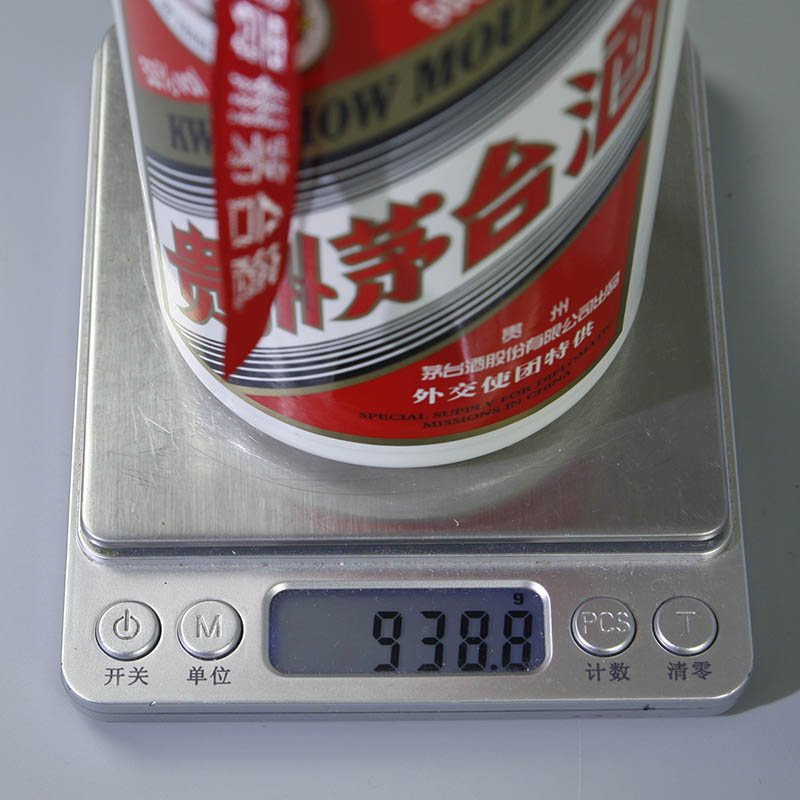 贵州茅台酒
KWEICHOW MOU
贵州茅台酒
贵州
茅台酒股份有限公司出品
外交使团特供
SPECIAL SUPPLY FOR DIPLOMATIC
MISSIONS IN CHINA
g
938.8
M
PCS
T
开关
单位
计数
清零